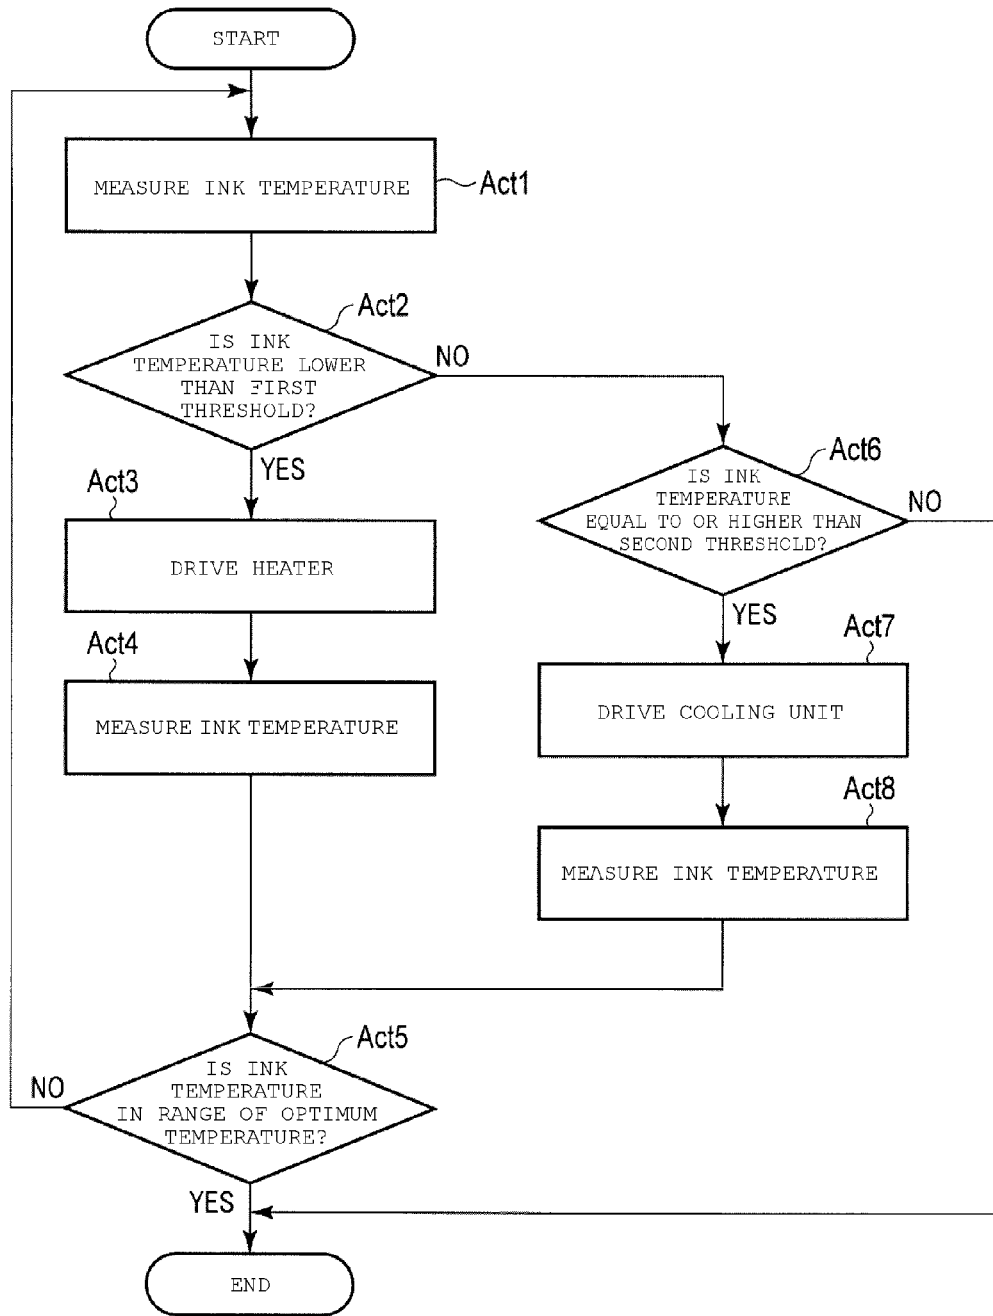 START
MEASURE INK TEMPERATURE
Act1
Act2
IS INK
TEMPERATURE LOWER
THAN FIRST
THRESHOLD?
NO
YES
Act3
DRIVE HEATER
Act4
MEASURE INK TEMPERATURE
Act6
IS INK
TEMPERATURE
EQUAL TO OR HIGHER THAN
SECOND THRESHOLD?
NO
YES
Act7
DRIVE COOLING UNIT
Act8
MEASURE INK TEMPERATURE
Act5
IS INK
TEMPERATURE
IN RANGE OF OPTIMUM
TEMPERATURE?
NO
YES
END